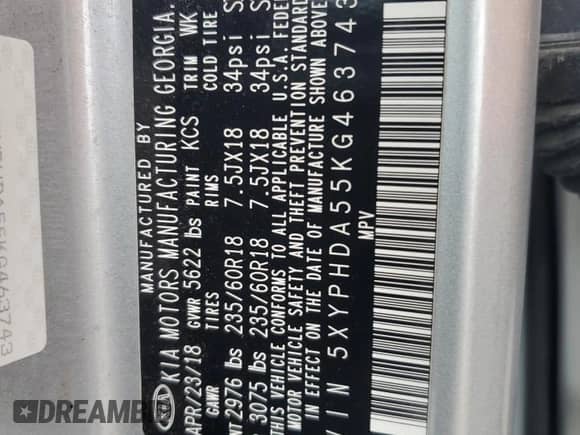 MANUFACTURED BY
KIA MOTORS MANUFACTURING GEORGIA,
APR/23/18 GVWR 5622 lbs PAINT KCS TRIM WK
GAWR TIRES RIMS COLD TIRE
2976 lbs 235/60R18 7.5JX18 34psi
3075 lbs 235/60R18 7.5JX18 34psi
THIS VEHICLE CONFORMS TO ALL APPLICABLE U.S.A. FEDE
MOTOR VEHICLE SAFETY AND THEFT PREVENTION STANDARD
IN EFFECT ON THE DATE OF MANUFACTURE SHOWN ABOVE
VIN 5XYPHDA55KG463743
MPV
DREAMBID